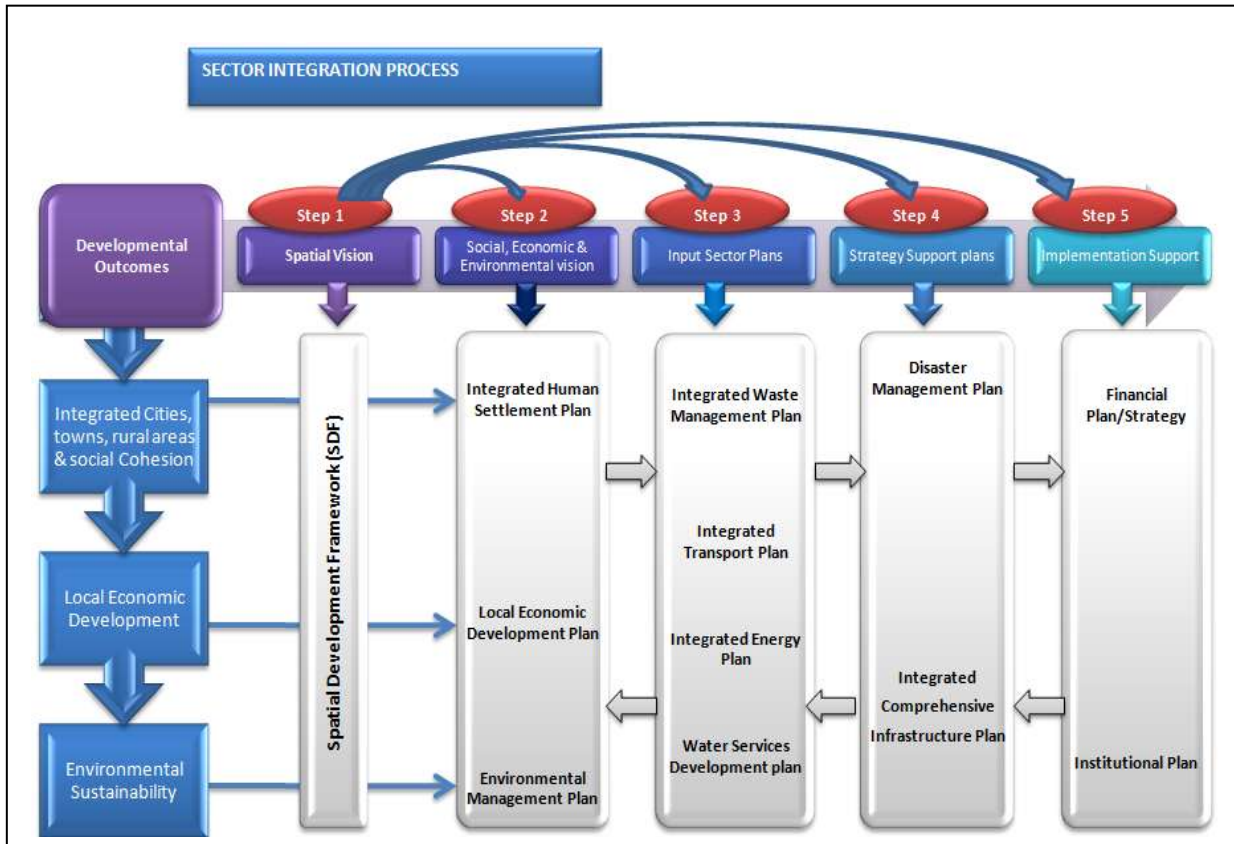 SECTOR INTEGRATION PROCESS
Developmental
Outcomes
Step 1
Spatial Vision
Step 2
Social, Economic &
Environmental vision
Step 3
Input Sector Plans
Step 4
Strategy Support plans
Step 5
Implementation Support
Integrated Cities,
towns, rural areas
& social Cohesion
Local Economic
Development
Environmental
Sustainability
Spatial Development Framework(SDF)
Integrated Human
Settlement Plan
Local Economic
Development Plan
Environmental
Management Plan
Integrated Waste
Management Plan
Integrated
Transport Plan
Integrated Energy
Plan
Water Services
Development plan
Disaster
Management Plan
Integrated
Comprehensive
Infrastructure Plan
Financial
Plan/Strategy
Institutional Plan